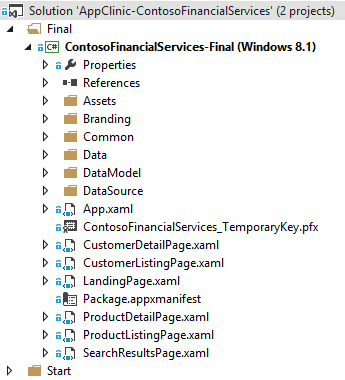 Solution 'AppClinic-ContosoFinancialServices' (2 projects)
Final
C# ContosoFinancialServices-Final (Windows 8.1)
Properties
References
Assets
Branding
Common
Data
DataModel
DataSource
App.xaml
ContosoFinancialServices_TemporaryKey.pfx
CustomerDetailPage.xaml
CustomerListingPage.xaml
LandingPage.xaml
Package.appxmanifest
ProductDetailPage.xaml
ProductListingPage.xaml
SearchResultsPage.xaml
Start